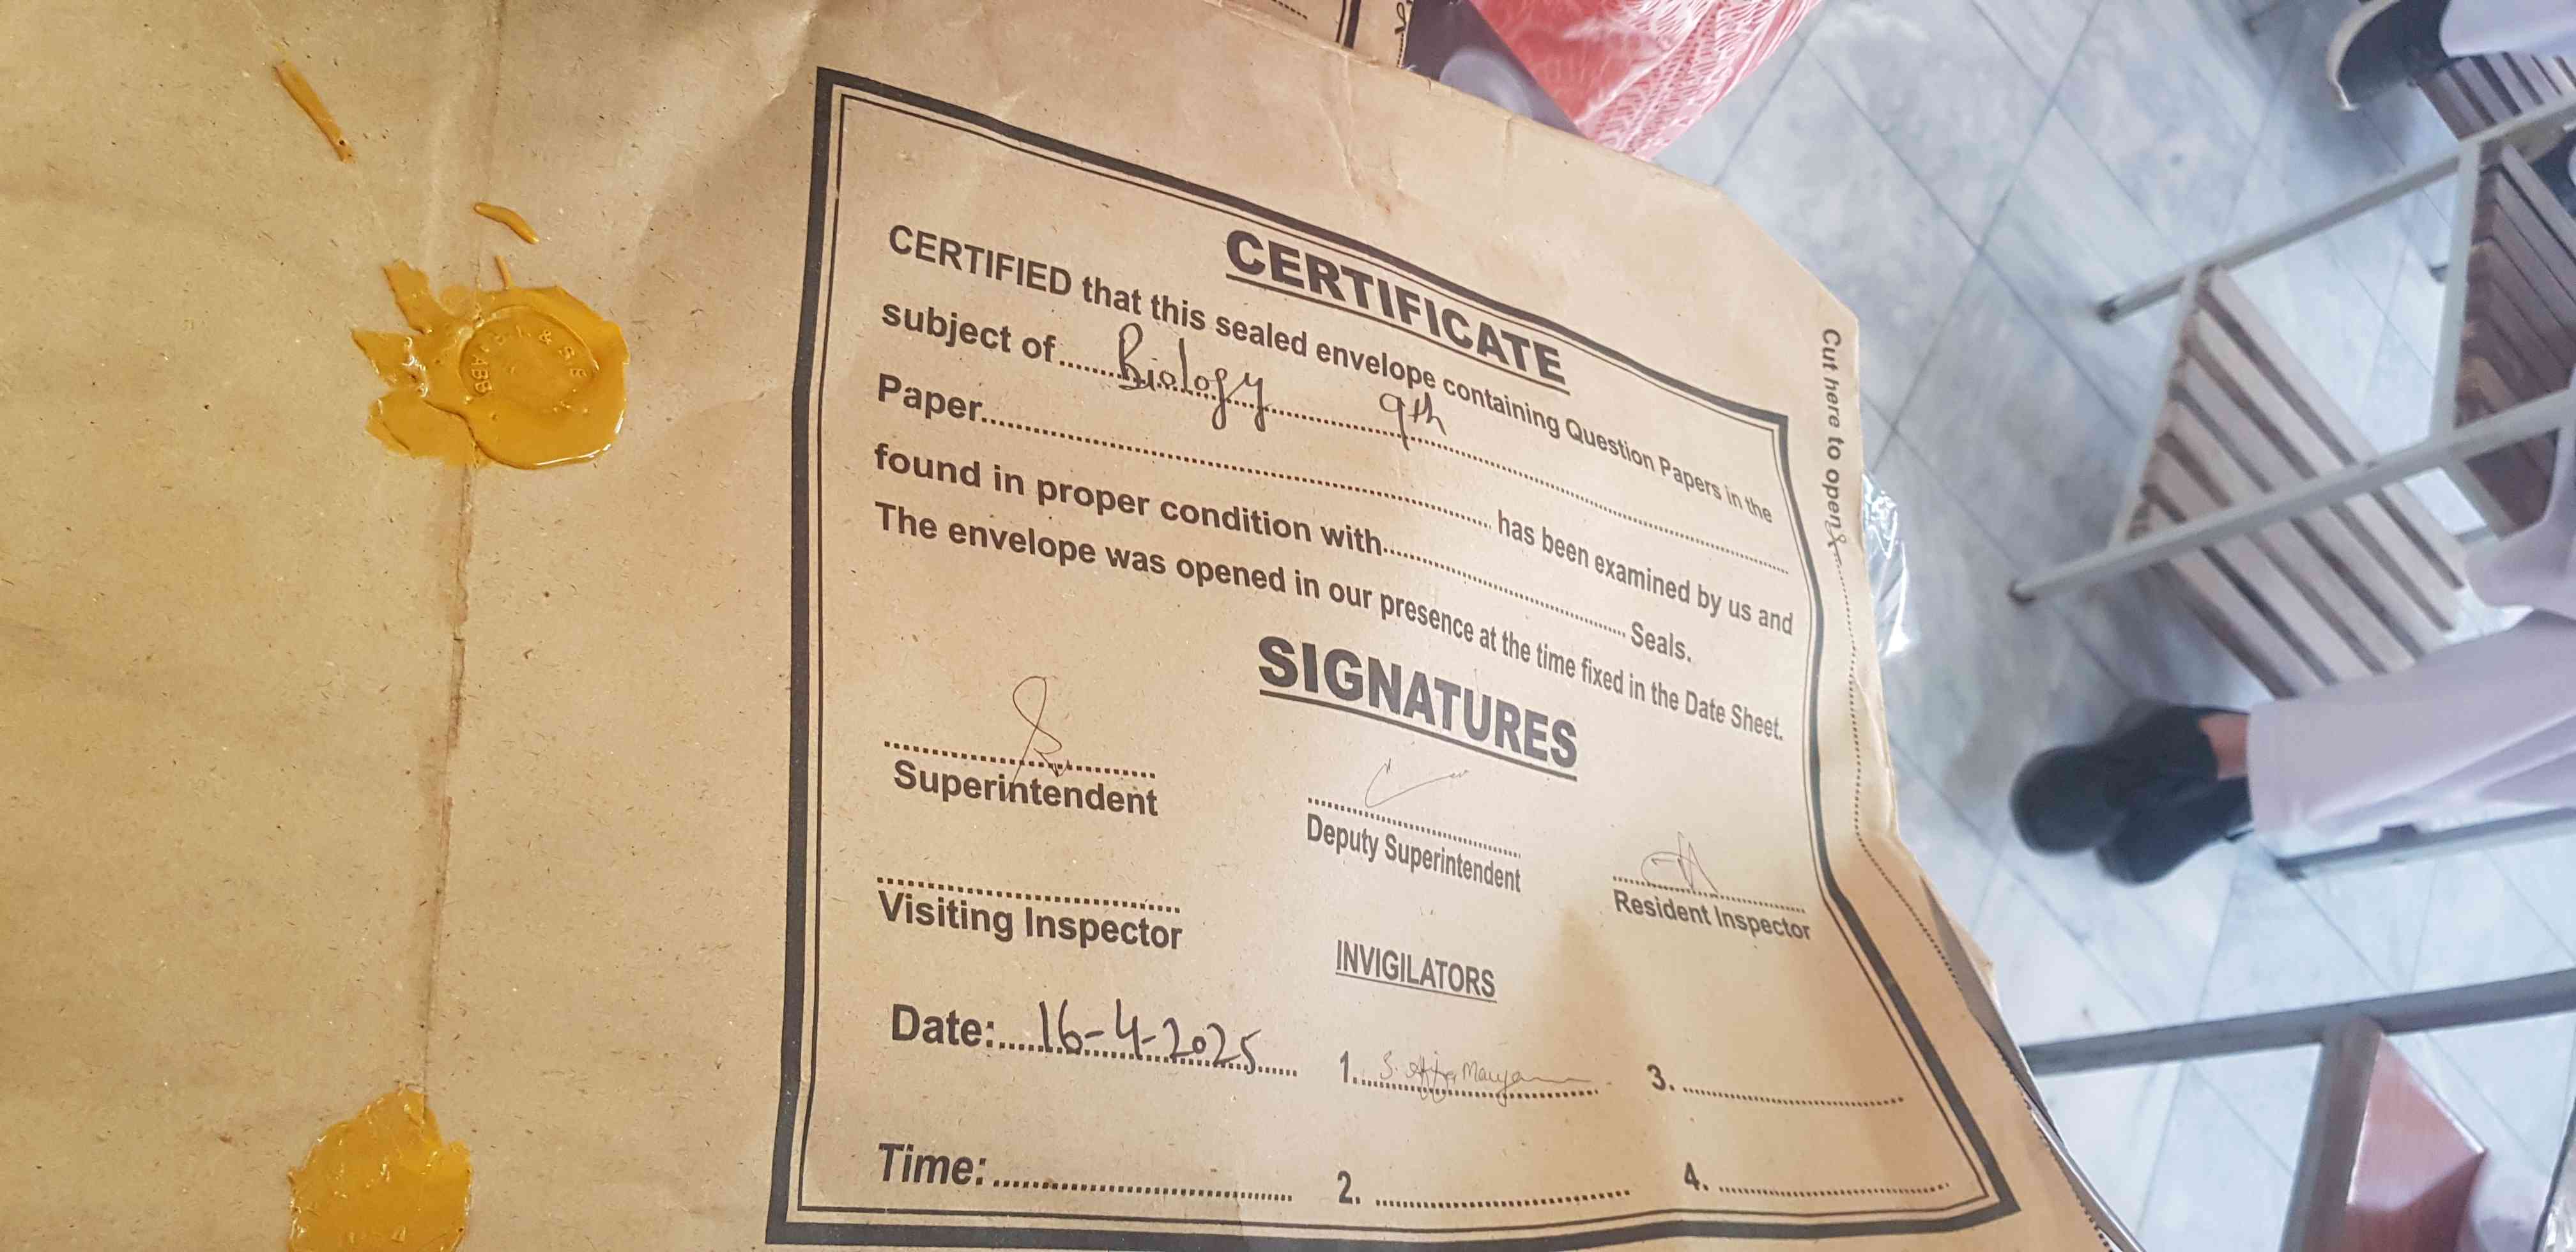 CERTIFICATE
CERTIFIED that this sealed envelope containing Question Papers in the
subject of Biology 9th
Paper has been examined by us and
found in proper condition with Seals.
The envelope was opened in our presence at the time fixed in the Date Sheet.
SIGNATURES
Superintendent
Deputy Superintendent
Resident Inspector
Visiting Inspector
INVIGILATORS
Date: 16-4-2025
1. S.
3.
Time:
2.
4.
Cut here to open